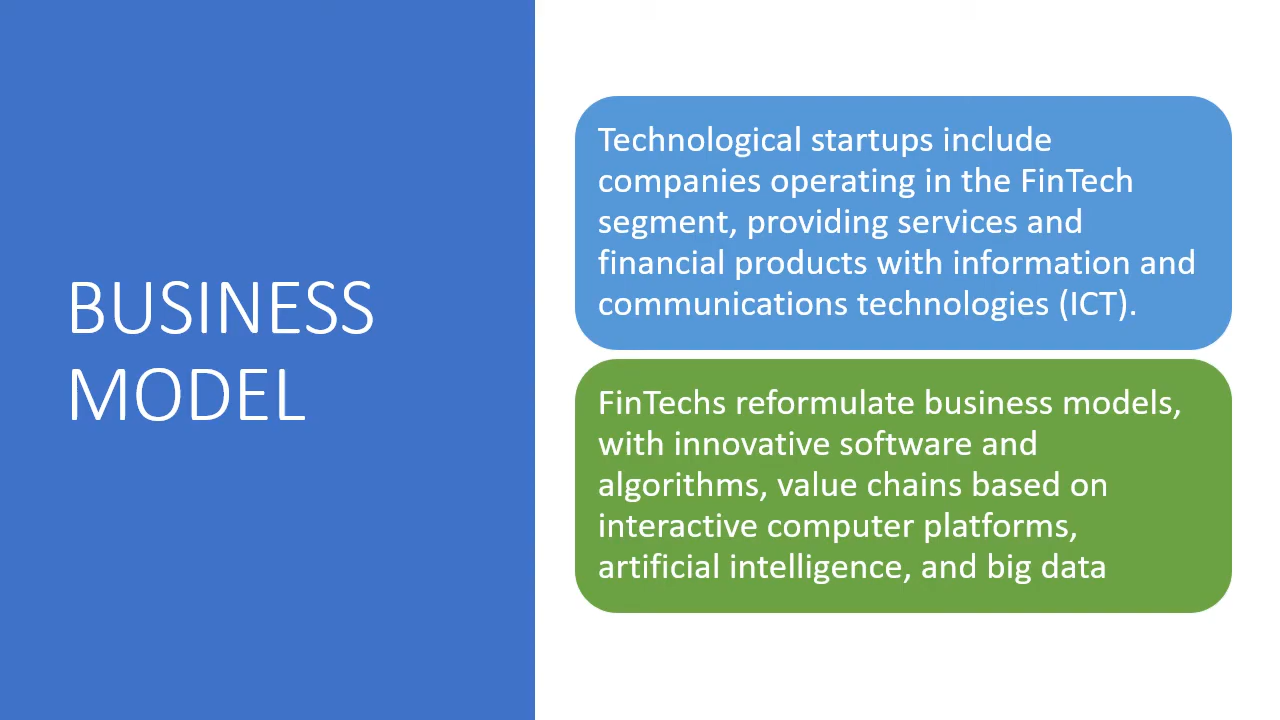 BUSINESS
MODEL
Technological startups include
companies operating in the FinTech
segment, providing services and
financial products with information and
communications technologies (ICT).
FinTechs reformulate business models,
with innovative software and
algorithms, value chains based on
interactive computer platforms,
artificial intelligence, and big data